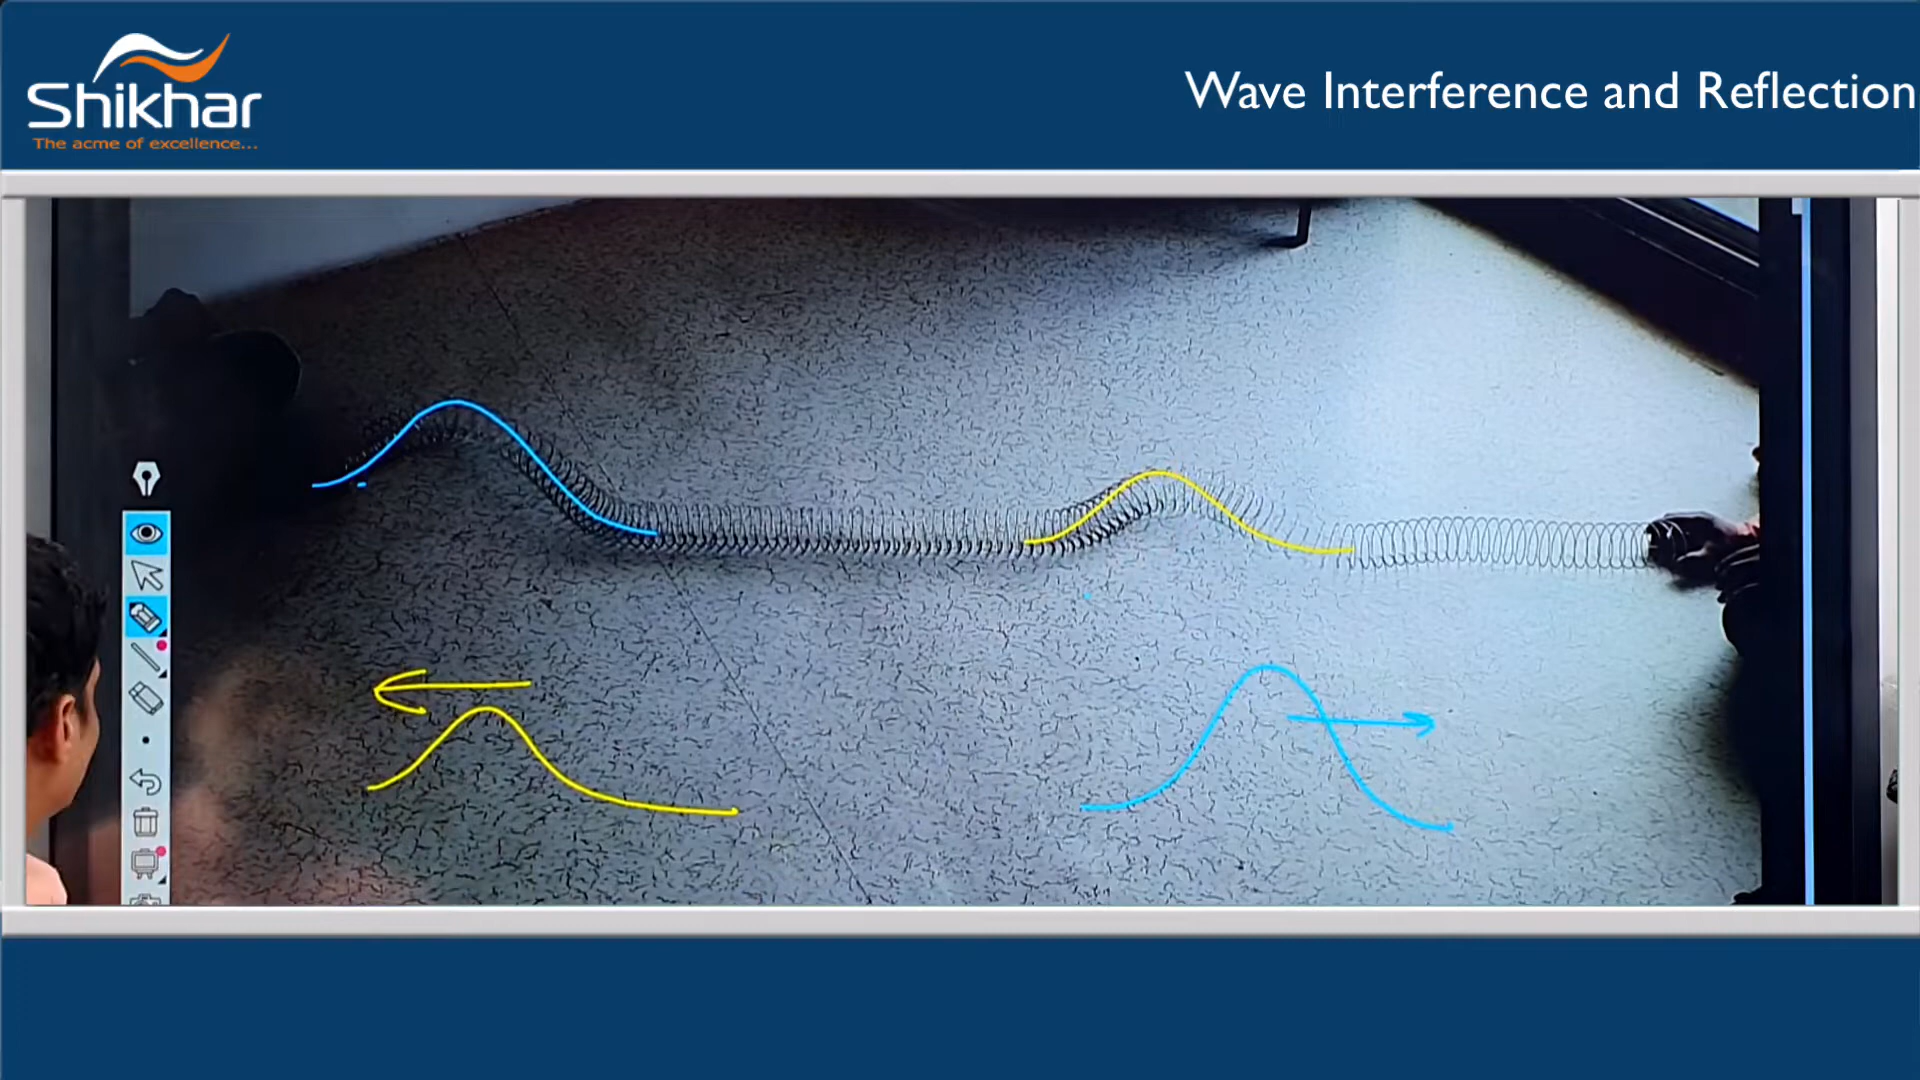 Shikhar
The acme of excellence...
Wave Interference and Reflection